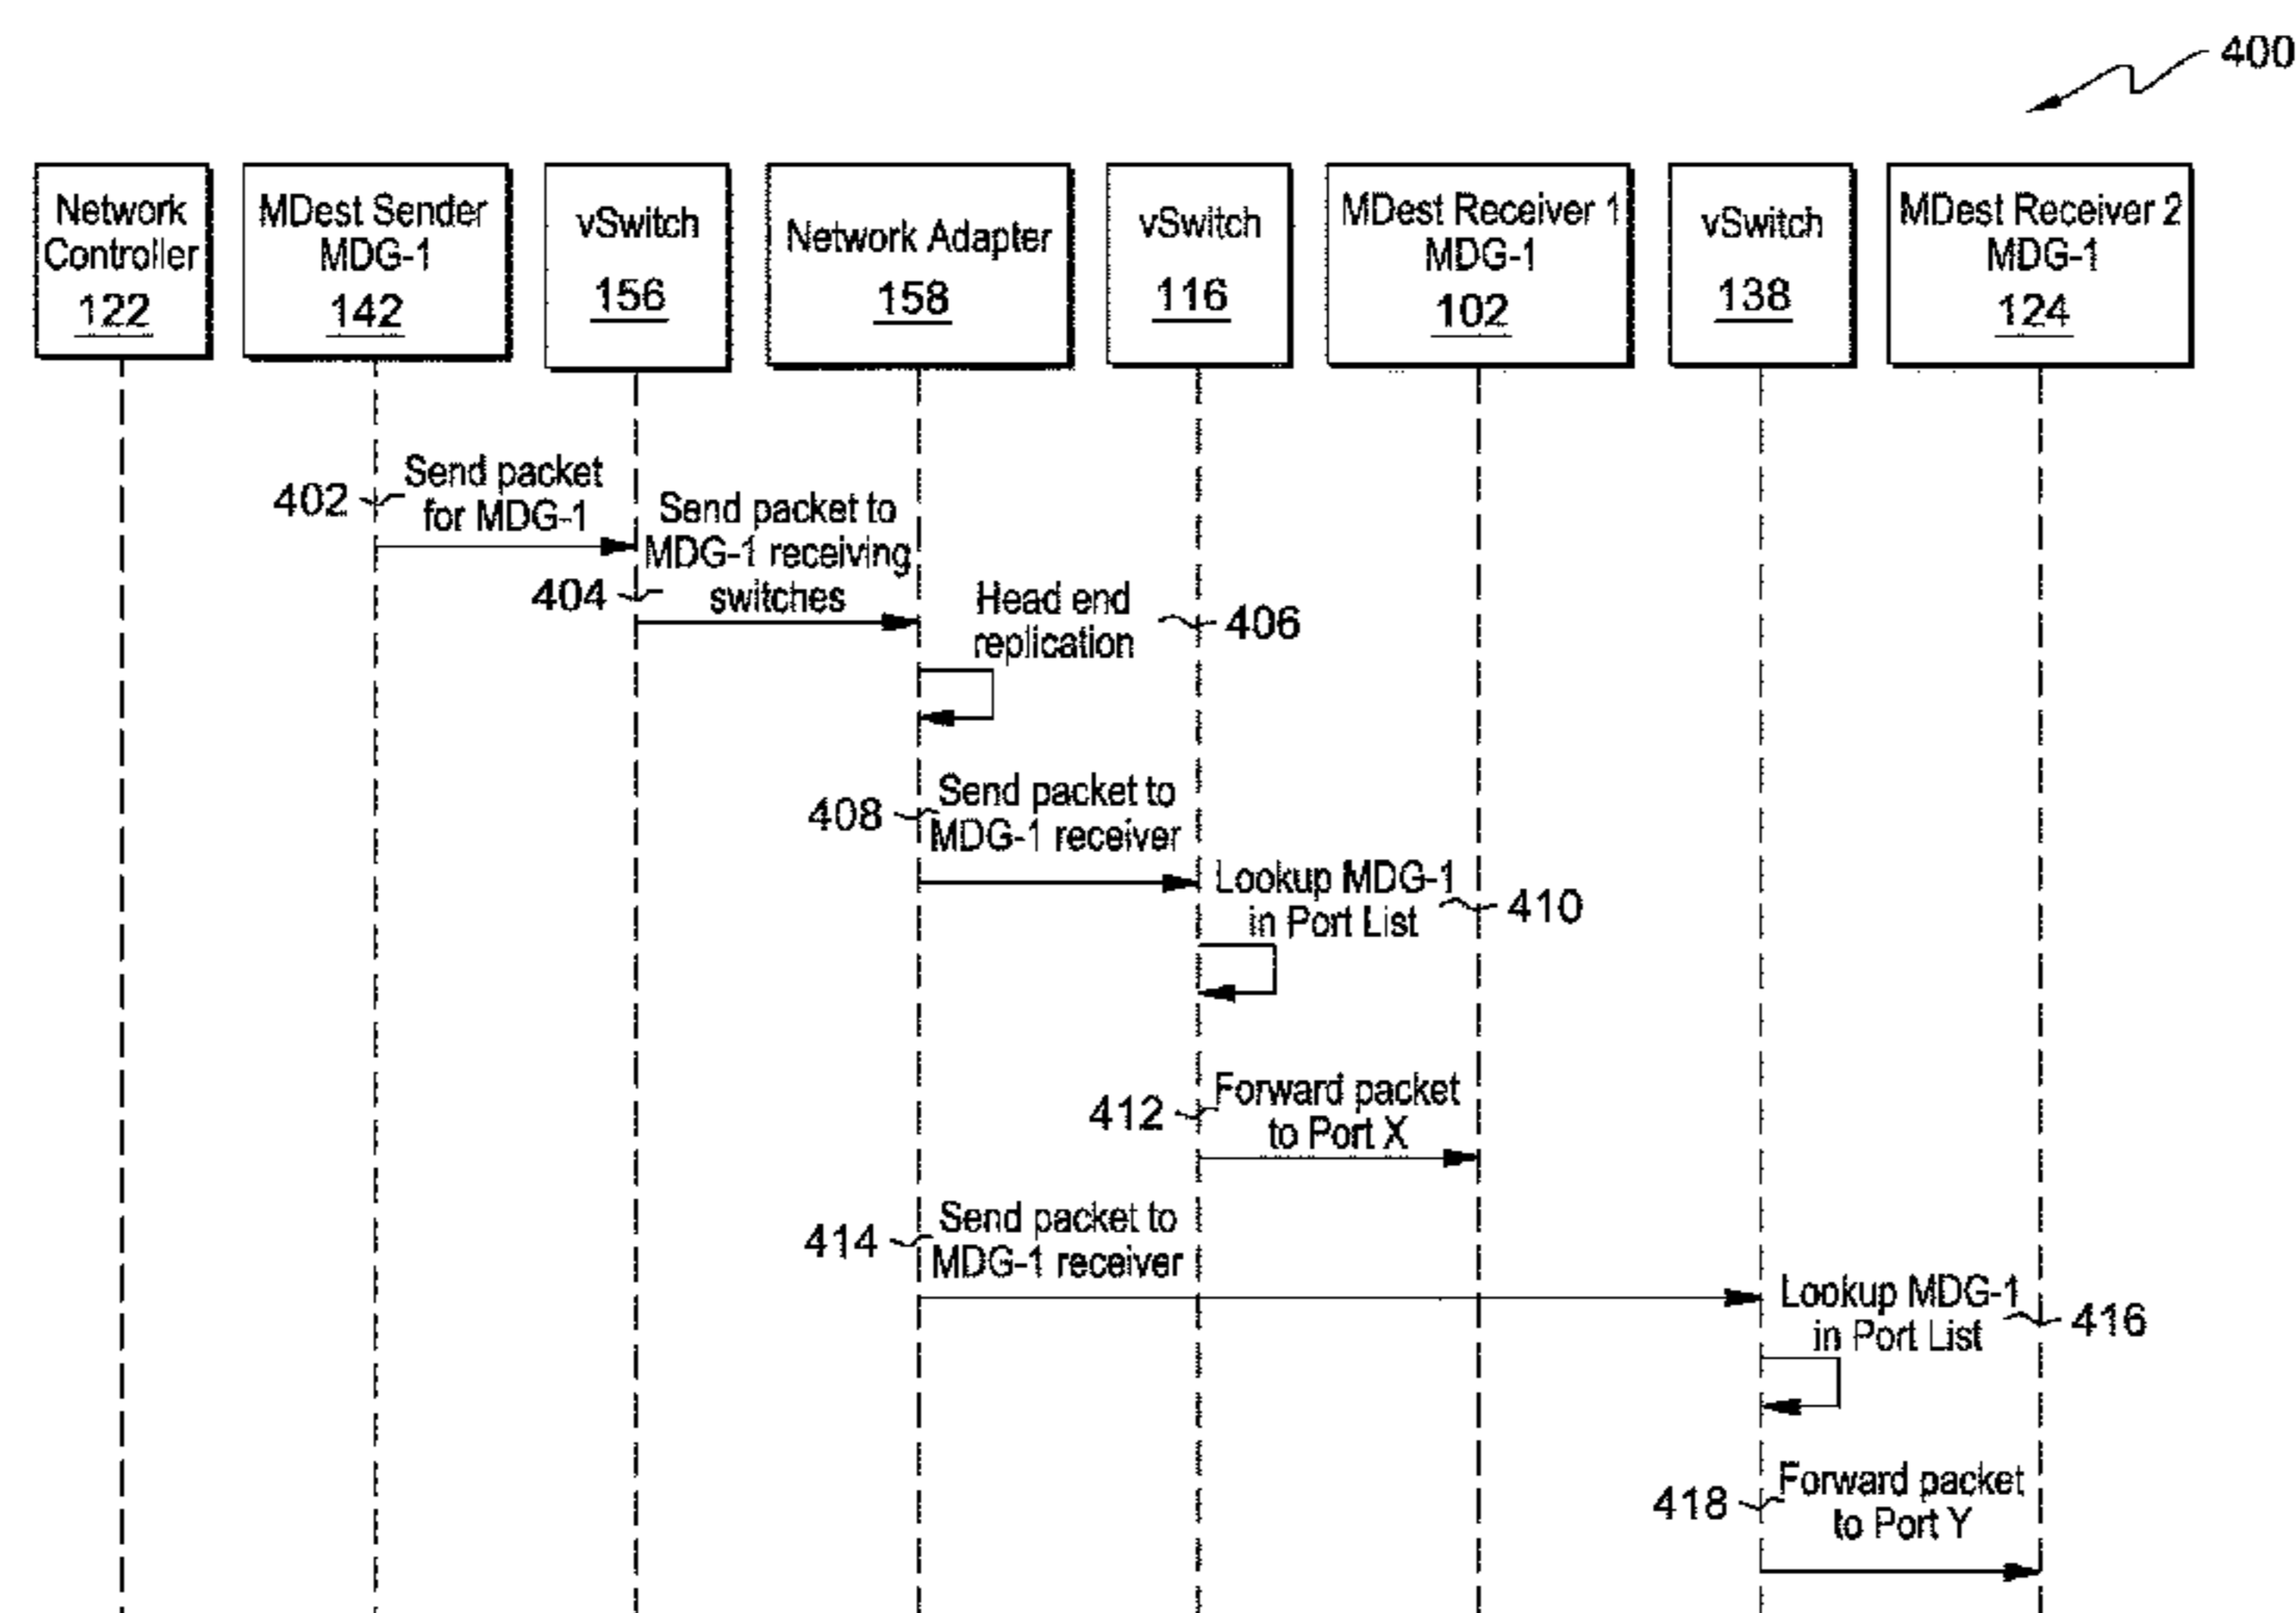 400
Network
Controller
122
MDest Sender
MDG-1
142
vSwitch
156
Network Adapter
158
vSwitch
116
MDest Receiver 1
MDG-1
102
vSwitch
138
MDest Receiver 2
MDG-1
124
402
Send packet
for MDG-1
404
Send packet to
MDG-1 receiving
switches
Head end
replication
406
408
Send packet to
MDG-1 receiver
Lookup MDG-1
in Port List
410
412
Forward packet
to Port X
414
Send packet to
MDG-1 receiver
Lookup MDG-1
in Port List
416
418
Forward packet
to Port Y